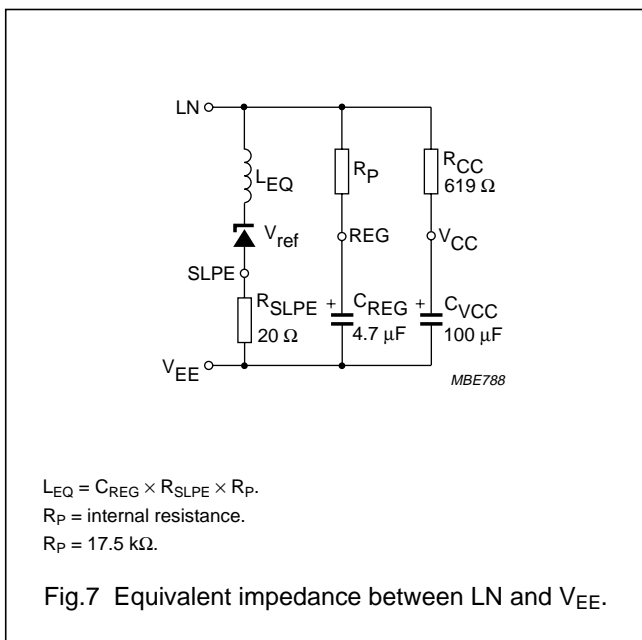 LN
L_EQ
R_P
R_CC
619 Ω
V_ref
REG
V_CC
SLPE
R_SLPE
20 Ω
+
C_REG
4.7 μF
+
C_VCC
100 μF
V_EE
MBE788
L_EQ = C_REG × R_SLPE × R_P.
R_P = internal resistance.
R_P = 17.5 kΩ.
Fig.7 Equivalent impedance between LN and V_EE.